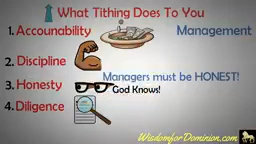 What Tithing Does To You
1. Accountability Management
2. Discipline
Managers must be HONEST!
3. Honesty God Knows!
4. Diligence
WisdomforDominion.com